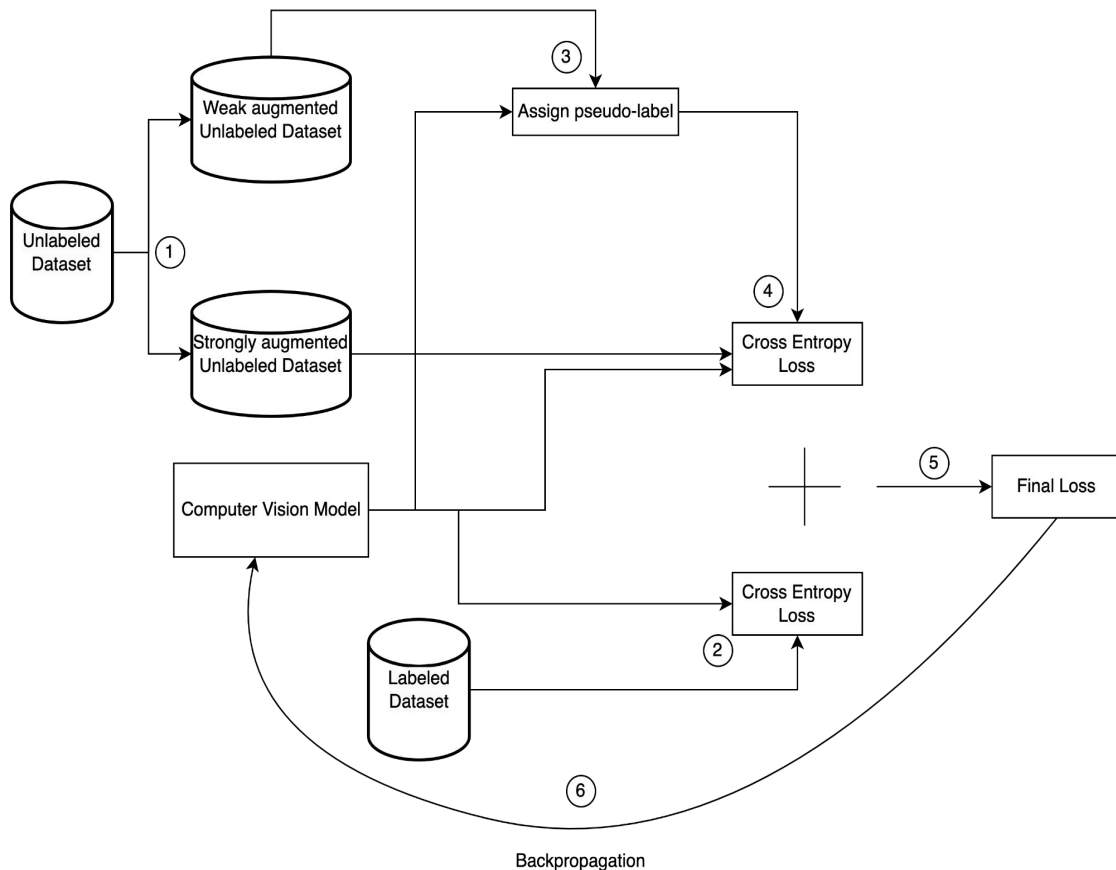 3
Weak augmented
Unlabeled Dataset
Assign pseudo-label
Unlabeled
Dataset
1
4
Strongly augmented
Unlabeled Dataset
Cross Entropy
Loss
Computer Vision Model
5
Final Loss
Cross Entropy
Loss
2
Labeled
Dataset
6
Backpropagation